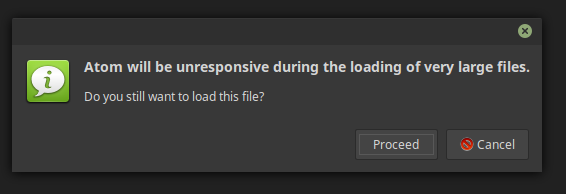 Atom will be unresponsive during the loading of very large files.
Do you still want to load this file?
Proceed
Cancel